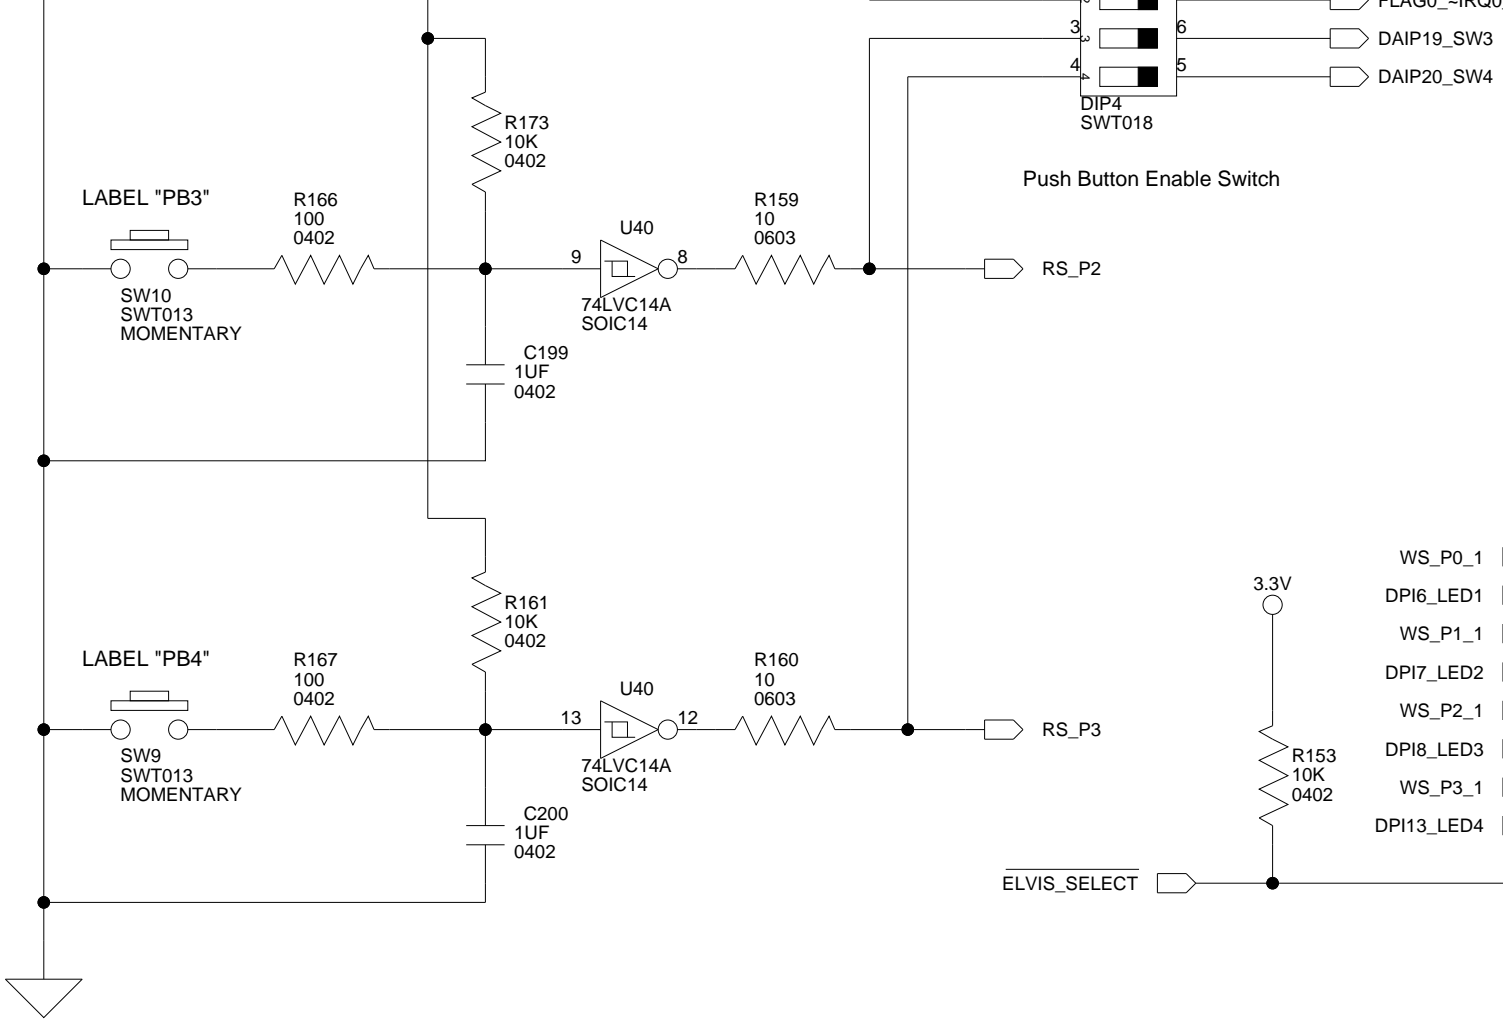 FLAG0_~IRQ0
3
3
6
DAIP19_SW3
4
4
5
DAIP20_SW4
DIP4
SWT018
Push Button Enable Switch
R173
10K
0402
LABEL "PB3"
R166
100
0402
SW10
SWT013
MOMENTARY
U40
9
8
74LVC14A
SOIC14
R159
10
0603
RS_P2
C199
1UF
0402
R161
10K
0402
LABEL "PB4"
R167
100
0402
SW9
SWT013
MOMENTARY
U40
13
12
74LVC14A
SOIC14
R160
10
0603
RS_P3
C200
1UF
0402
3.3V
R153
10K
0402
ELVIS_SELECT
WS_P0_1
DPI6_LED1
WS_P1_1
DPI7_LED2
WS_P2_1
DPI8_LED3
WS_P3_1
DPI13_LED4